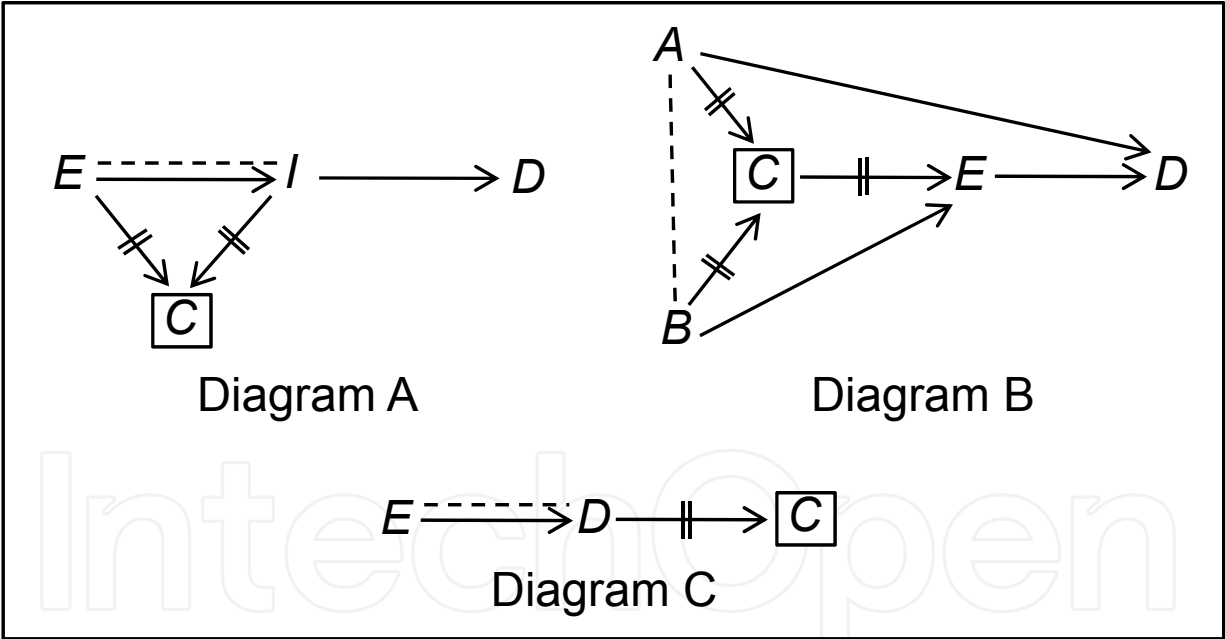 E I D
C
Diagram A
A
C E D
B
Diagram B
E D C
Diagram C
IntechOpen